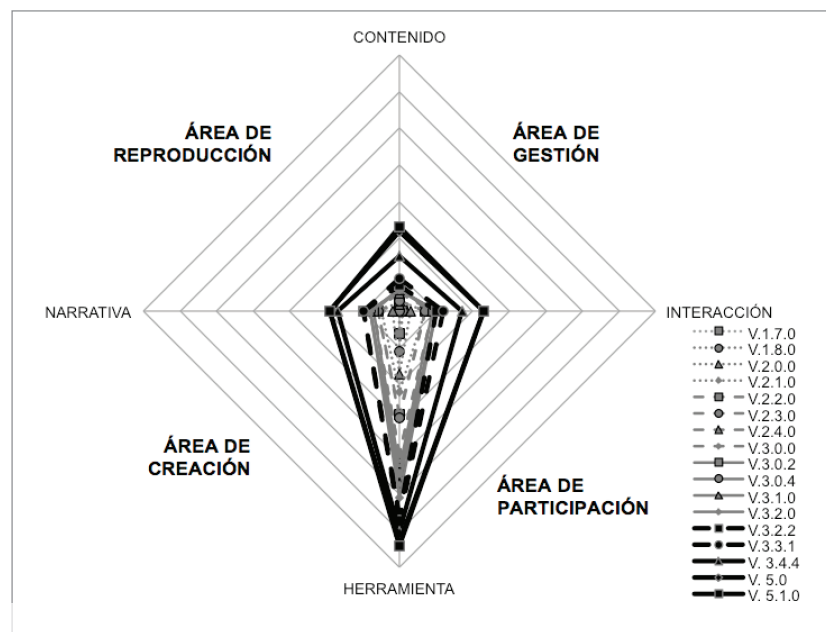 CONTENIDO
ÁREA DE
REPRODUCCIÓN
ÁREA DE
GESTIÓN
NARRATIVA
INTERACCIÓN
ÁREA DE
CREACIÓN
ÁREA DE
PARTICIPACIÓN
HERRAMIENTA
V.1.7.0
V.1.8.0
V.2.0.0
V.2.1.0
V.2.2.0
V.2.3.0
V.2.4.0
V.3.0.0
V.3.0.2
V.3.0.4
V.3.1.0
V.3.2.0
V.3.2.2
V.3.3.1
V. 3.4.4
V. 5.0
V. 5.1.0